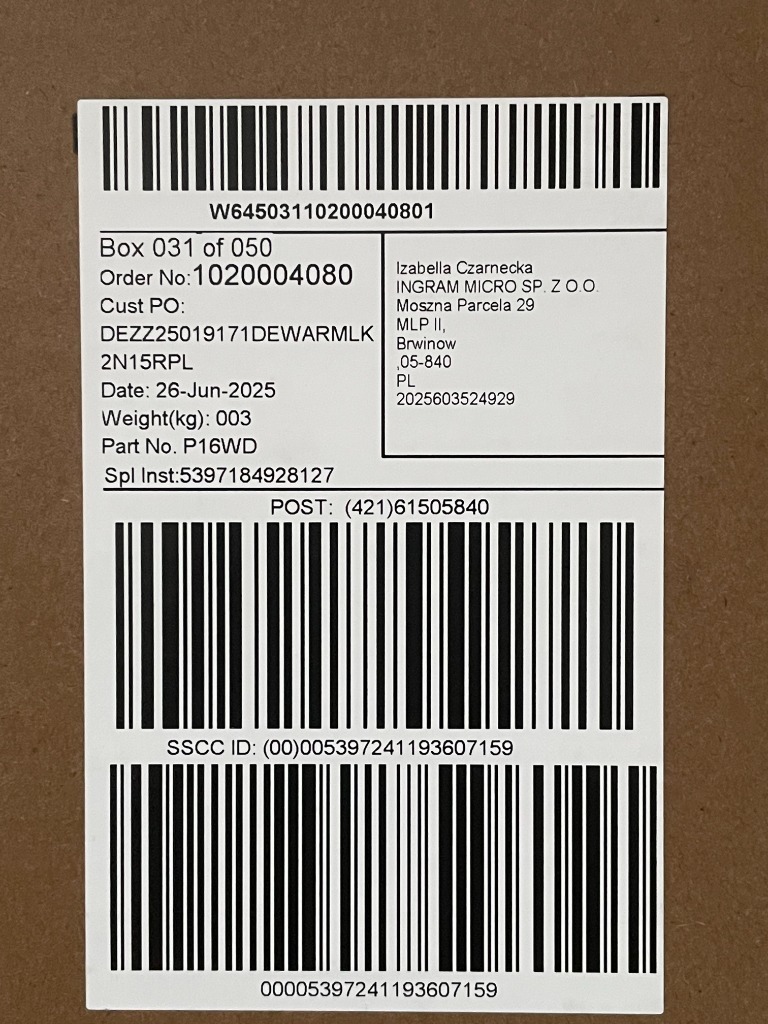 W64503110200040801
Box 031 of 050
Order No:1020004080
Cust PO:
DEZZ25019171DEWARMLK
2N15RPL
Date: 26-Jun-2025
Weight(kg): 003
Part No. P16WD
Spl Inst:5397184928127
Izabella Czarnecka
INGRAM MICRO SP. Z O.O.
Moszna Parcela 29
MLP II,
Brwinow
,05-840
PL
2025603524929
POST: (421)61505840
SSCC ID: (00)005397241193607159
00005397241193607159